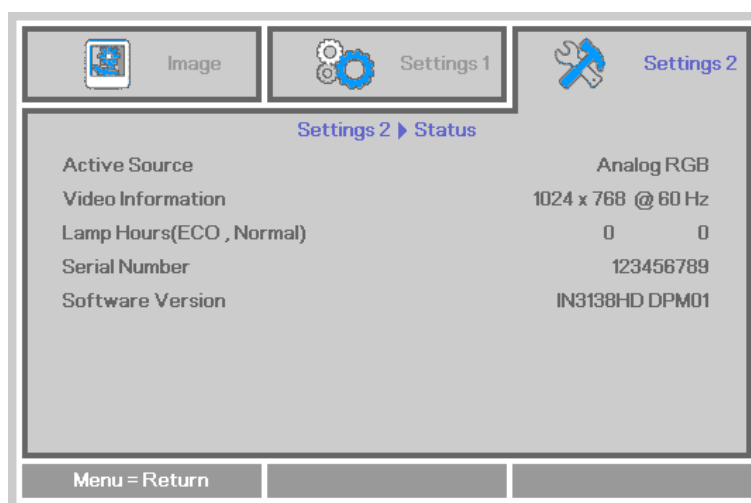 Image Settings 1 Settings 2
Settings 2 ▶ Status
Active Source Analog RGB
Video Information 1024 x 768 @ 60 Hz
Lamp Hours(ECO , Normal) 0 0
Serial Number 123456789
Software Version IN3138HD DPM01
Menu = Return